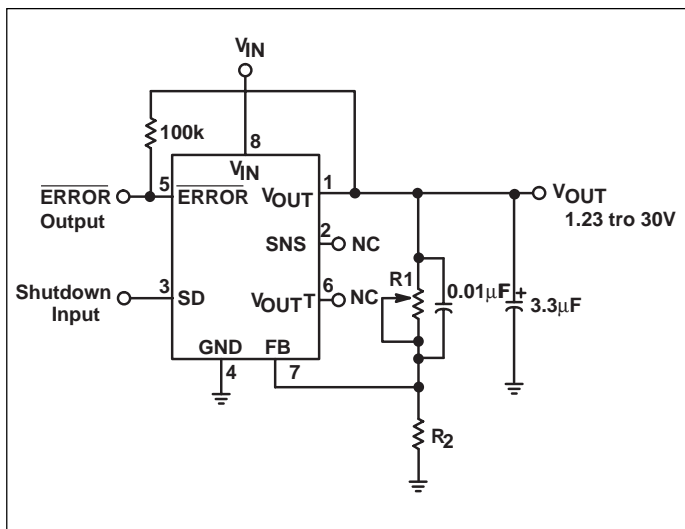 VIN
100k
8
VIN
5
ERROR
Output
ERROR
VOUT
1
VOUT
1.23 tro 30V
2
SNS
NC
3
Shutdown
Input
SD
6
VOUTT
NC
R1
0.01µF
+
3.3µF
GND
FB
4
7
R2